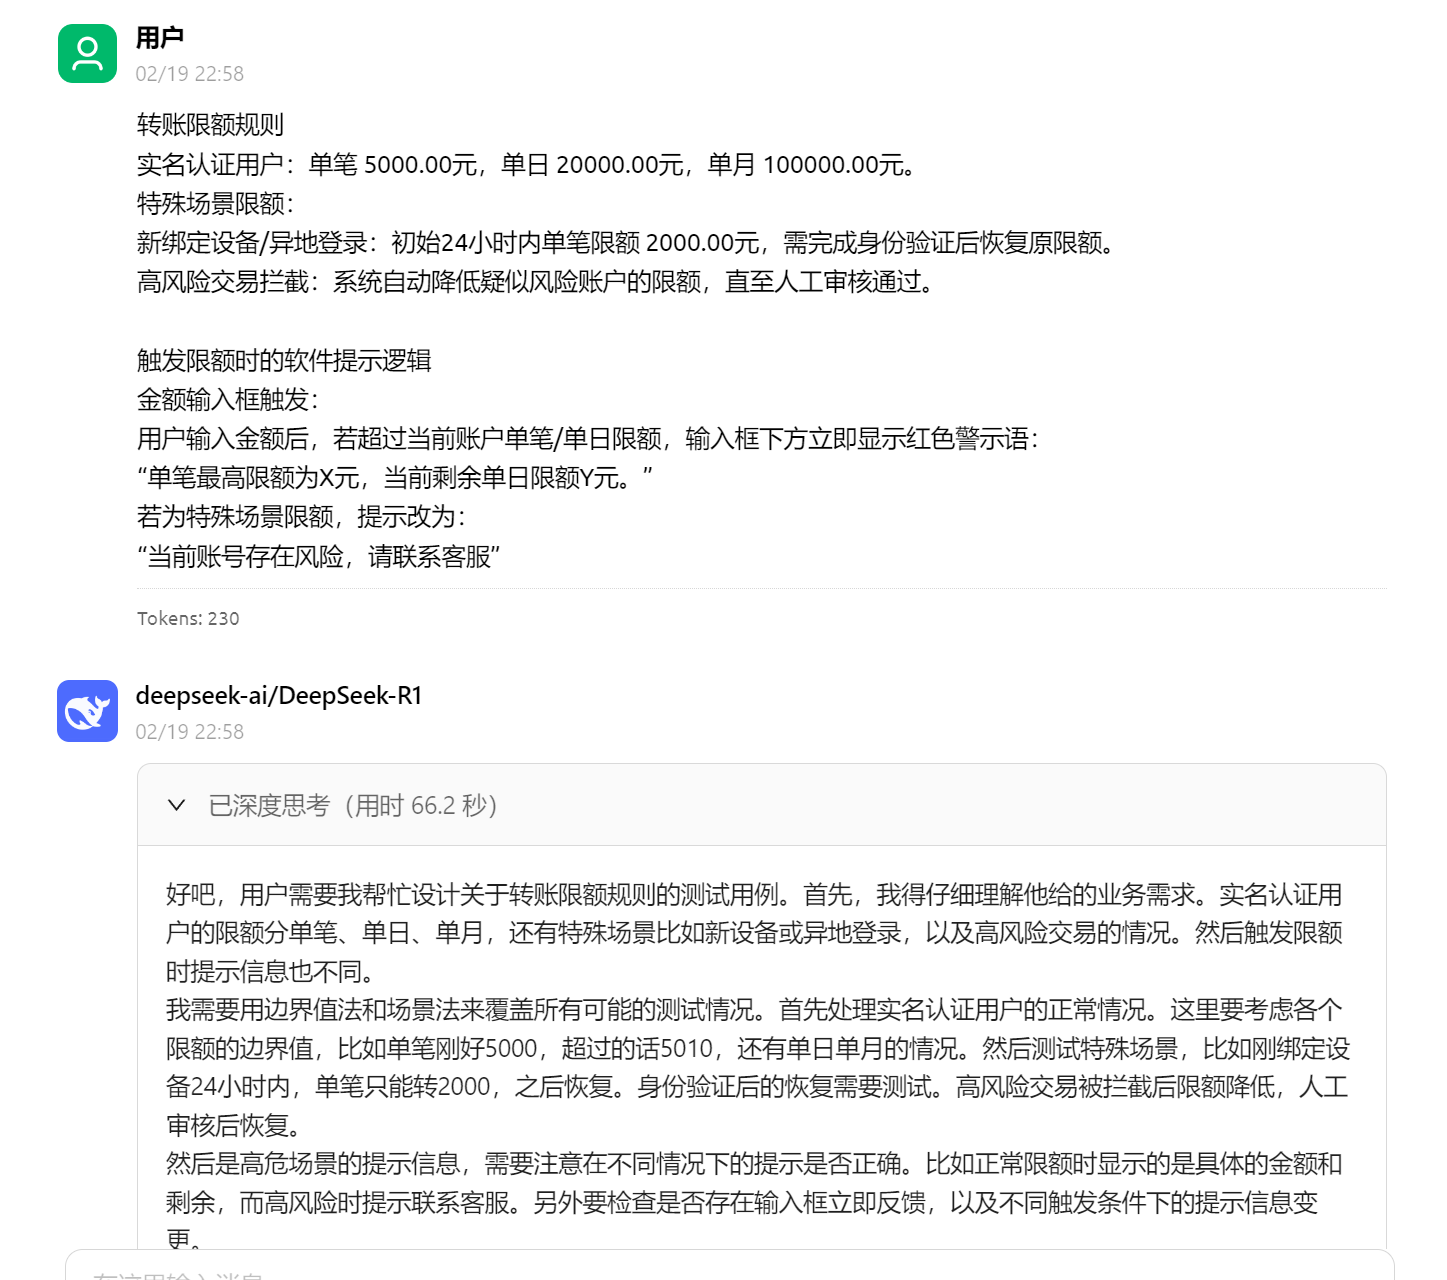 用户
02/19 22:58
转账限额规则
实名认证用户：单笔 5000.00元，单日 20000.00元，单月 100000.00元。
特殊场景限额：
新绑定设备/异地登录：初始24小时内单笔限额 2000.00元，需完成身份验证后恢复原限额。
高风险交易拦截：系统自动降低疑似风险账户的限额，直至人工审核通过。
触发限额时的软件提示逻辑
金额输入框触发：
用户输入金额后，若超过当前账户单笔/单日限额，输入框下方立即显示红色警示语：
“单笔最高限额为X元，当前剩余单日限额Y元。”
若为特殊场景限额，提示改为：
“当前账号存在风险，请联系客服”
Tokens: 230
deepseek-ai/DeepSeek-R1
02/19 22:58
已深度思考（用时 66.2 秒）
好吧，用户需要我帮忙设计关于转账限额规则的测试用例。首先，我得仔细理解他给的业务需求。实名认证用
户的限额分单笔、单日、单月，还有特殊场景比如新设备或异地登录，以及高风险交易的情况。然后触发限额
时提示信息也不同。
我需要用边界值法和场景法来覆盖所有可能的测试情况。首先处理实名认证用户的正常情况。这里要考虑各个
限额的边界值，比如单笔刚好5000，超过的话5010，还有单日单月的情况。然后测试特殊场景，比如刚绑定设
备24小时内，单笔只能转2000，之后恢复。身份验证后的恢复需要测试。高风险交易被拦截后限额降低，人工
审核后恢复。
然后是高危场景的提示信息，需要注意在不同情况下的提示是否正确。比如正常限额时显示的是具体的金额和
剩余，而高风险时提示联系客服。另外要检查是否存在输入框立即反馈，以及不同触发条件下的提示信息变
更。
在这里输入消息